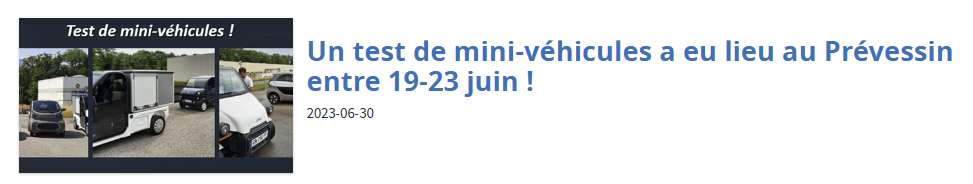 Test de mini-véhicules !
Un test de mini-véhicules a eu lieu au Prévessin
entre 19-23 juin !
2023-06-30